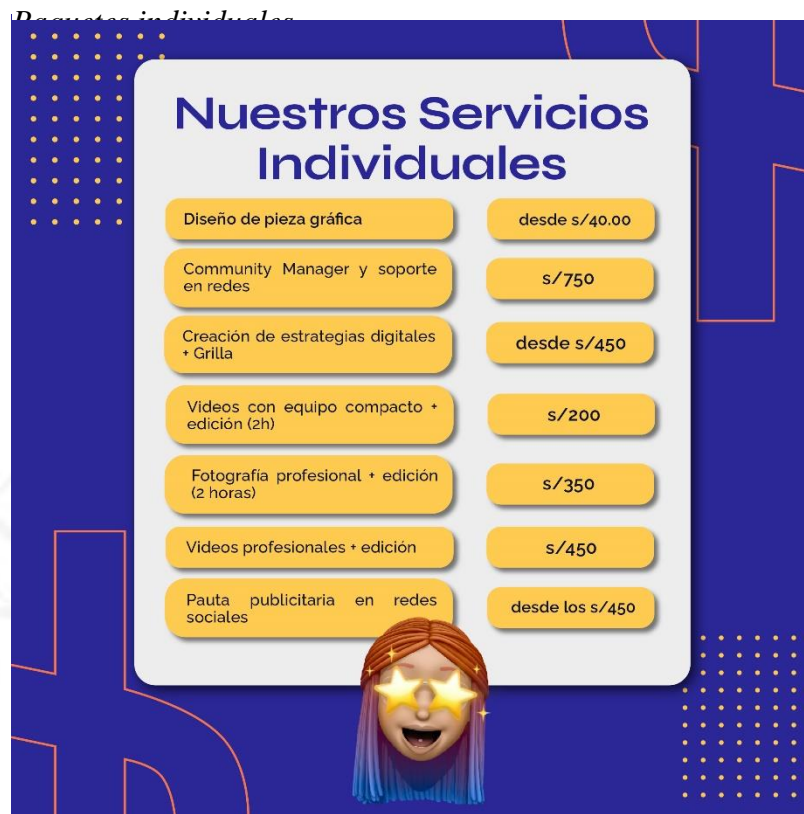 Paquetes individuales
Nuestros Servicios
Individuales
Diseño de pieza gráfica
desde s/40.00
Community Manager y soporte
en redes
s/750
Creación de estrategias digitales
+ Grilla
desde s/450
Videos con equipo compacto +
edición (2h)
s/200
Fotografía profesional + edición
(2 horas)
s/350
Videos profesionales + edición
s/450
Pauta publicitaria en redes
sociales
desde los s/450